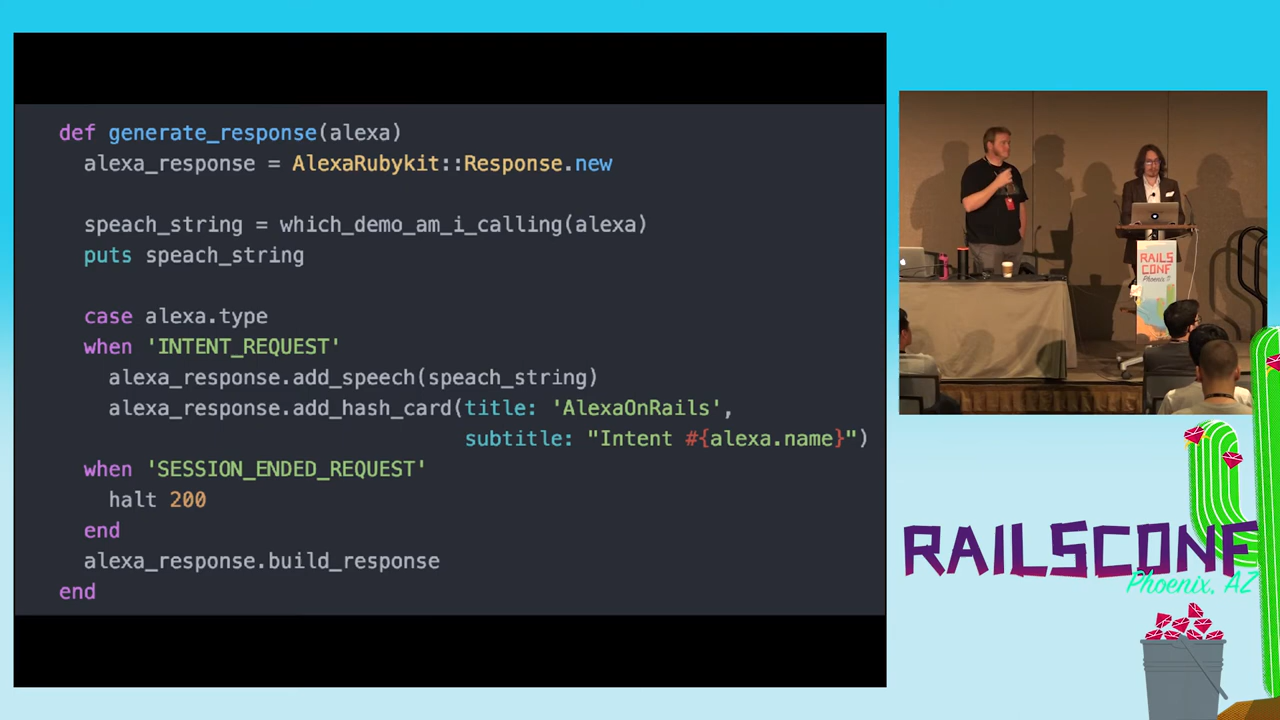 def generate_response(alexa)
alexa_response = AlexaRubykit::Response.new
speach_string = which_demo_am_i_calling(alexa)
puts speach_string
case alexa.type
when 'INTENT_REQUEST'
alexa_response.add_speech(speach_string)
alexa_response.add_hash_card(title: 'AlexaOnRails',
subtitle: "Intent #{alexa.name}")
when 'SESSION_ENDED_REQUEST'
halt 200
end
alexa_response.build_response
end
RAILS
CONF
RAILSCONF
Phoenix, AZ